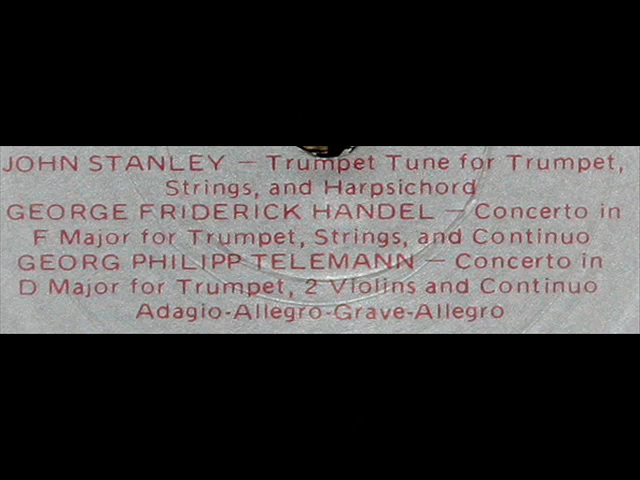 JOHN STANLEY — Trumpet Tune for Trumpet,
Strings, and Harpsichord
GEORGE FRIDERICK HANDEL — Concerto in
F Major for Trumpet, Strings, and Continuo
GEORG PHILIPP TELEMANN — Concerto in
D Major for Trumpet, 2 Violins and Continuo
Adagio-Allegro-Grave-Allegro